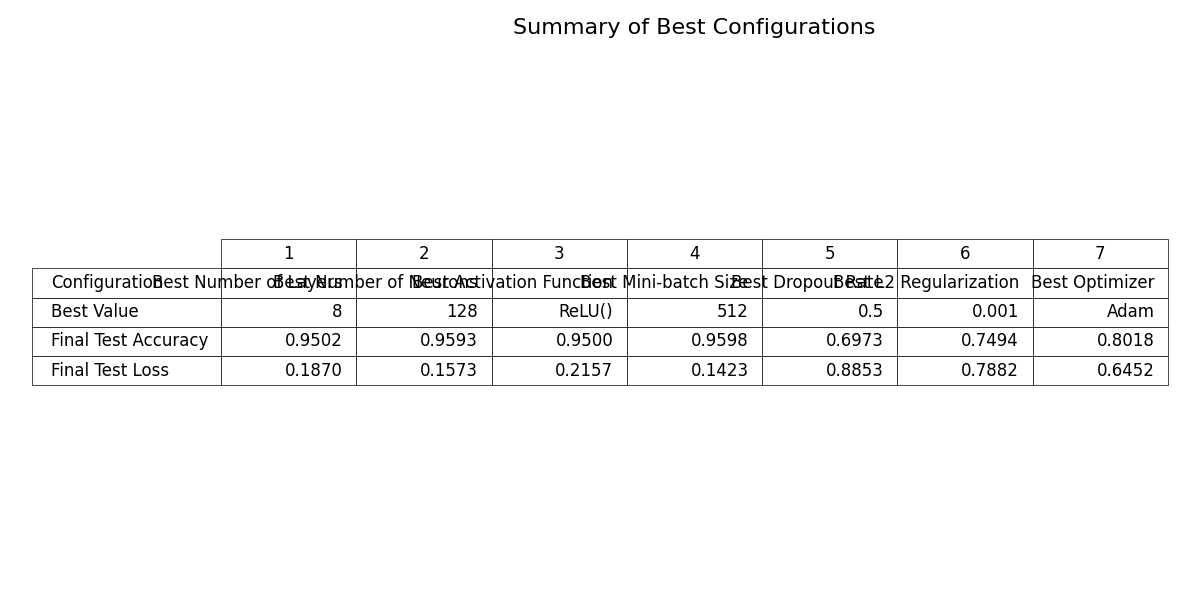 Summary of Best Configurations
1 2 3 4 5 6 7
Configuration Best Number of Layers Best Number of Neurons Best Activation Function Best Mini-batch Size Best Dropout Rate Best L2 Regularization Best Optimizer
Best Value 8 128 ReLU() 512 0.5 0.001 Adam
Final Test Accuracy 0.9502 0.9593 0.9500 0.9598 0.6973 0.7494 0.8018
Final Test Loss 0.1870 0.1573 0.2157 0.1423 0.8853 0.7882 0.6452